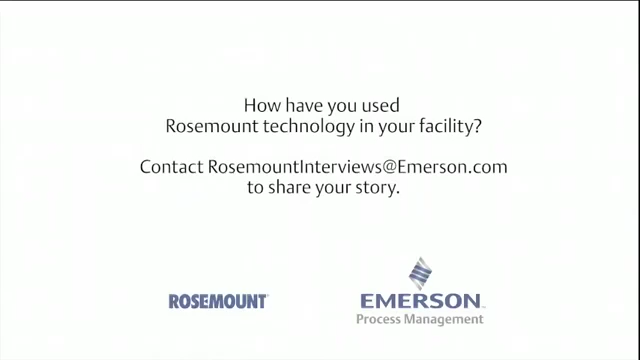 How have you used
Rosemount technology in your facility?
Contact RosemountInterviews@Emerson.com
to share your story.
ROSEMOUNT
EMERSON
Process Management